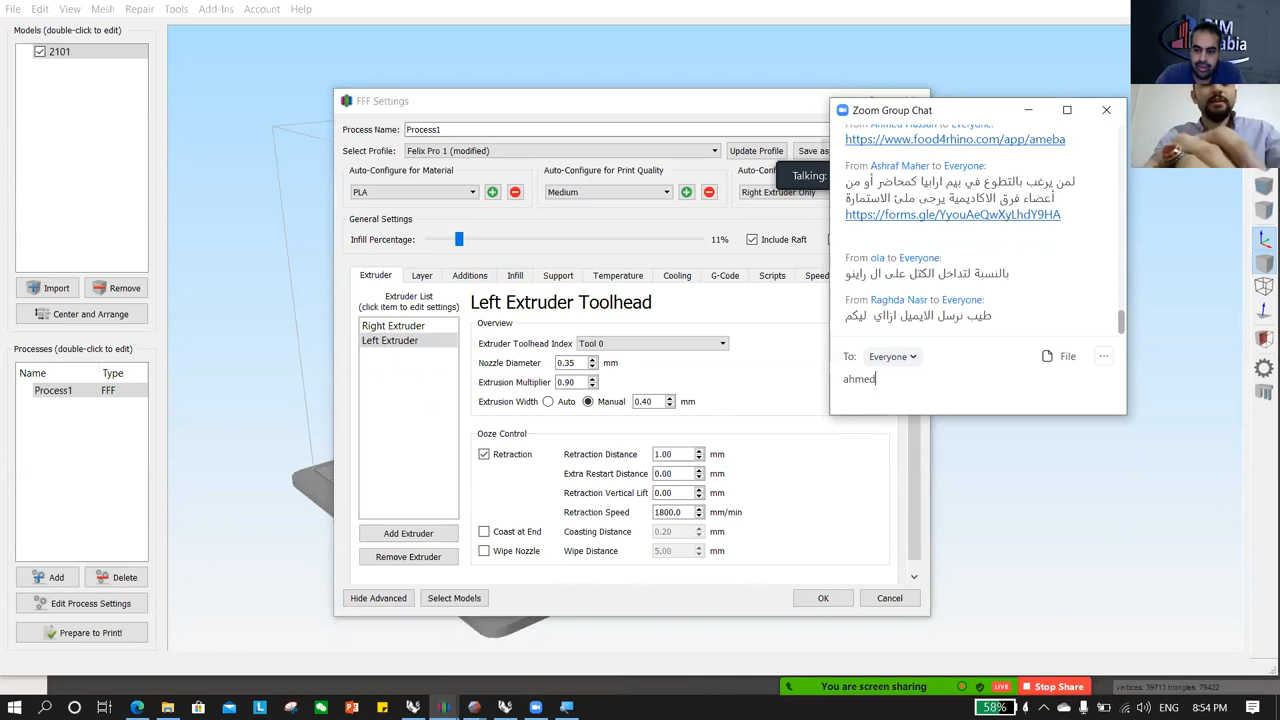 File Edit View Mesh Repair Tools Add-Ins Account Help
Models (double-click to edit)
2101
Import
Remove
Center and Arrange
Processes (double-click to edit)
Name Type
Process1 FFF
Add
Delete
Edit Process Settings
Prepare to Print!
FFF Settings
Process Name: Process1
Select Profile: Felix Pro 1 (modified)
Update Profile
Save as
Talking:
Auto-Configure for Material
PLA
Auto-Configure for Print Quality
Medium
Right Extruder Only
General Settings
Infill Percentage: 11%
Include Raft
Extruder Layer Additions Infill Support Temperature Cooling G-Code Scripts Speed
Extruder List
(click item to edit settings)
Right Extruder
Left Extruder
Add Extruder
Remove Extruder
Left Extruder Toolhead
Overview
Extruder Toolhead Index Tool 0
Nozzle Diameter 0.35 mm
Extrusion Multiplier 0.90
Extrusion Width Auto Manual 0.40 mm
Ooze Control
Retraction
Retraction Distance 1.00 mm
Extra Restart Distance 0.00 mm
Retraction Vertical Lift 0.00 mm
Retraction Speed 1800.0 mm/min
Coast at End Coasting Distance 0.20 mm
Wipe Nozzle Wipe Distance 5.00 mm
Hide Advanced
Select Models
OK
Cancel
Zoom Group Chat
https://www.food4rhino.com/app/ameba
From Ashraf Maher to Everyone:
لمن يرغب بالتطوع في بيم ارابيا كمحاضر أو من
أعضاء فرق الاكاديمية يرجى ملئ الاستمارة
https://forms.gle/YyouAeQwXyLhdY9HA
From ola to Everyone:
بالنسبة لتداخل الكتل على ال راينو
From Raghda Nasr to Everyone:
طيب نرسل الايميل ازااي ليكم
To: Everyone
File
ahmed
You are screen sharing
LIVE
Stop Share
vertices: 39713 triangles: 79422
58%
ENG
8:54 PM